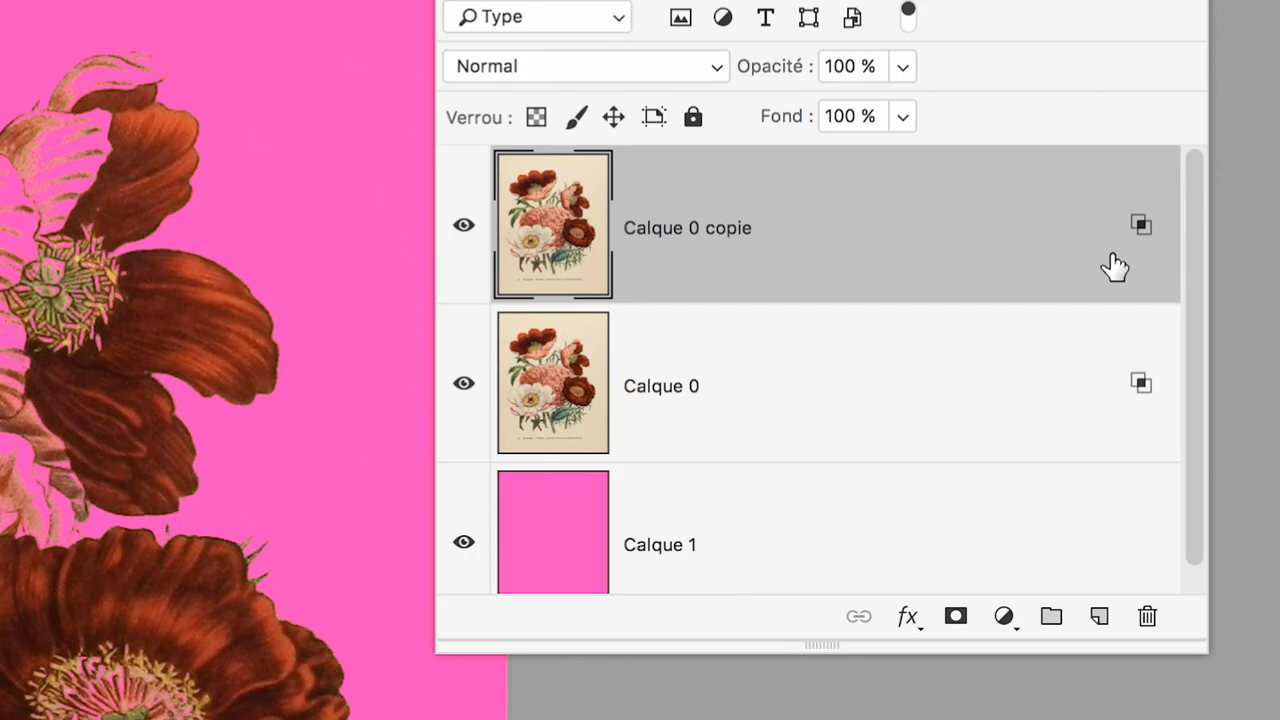 Type
Normal
Opacité : 100 %
Verrou :
Fond : 100 %
Calque 0 copie
Calque 0
Calque 1
fx